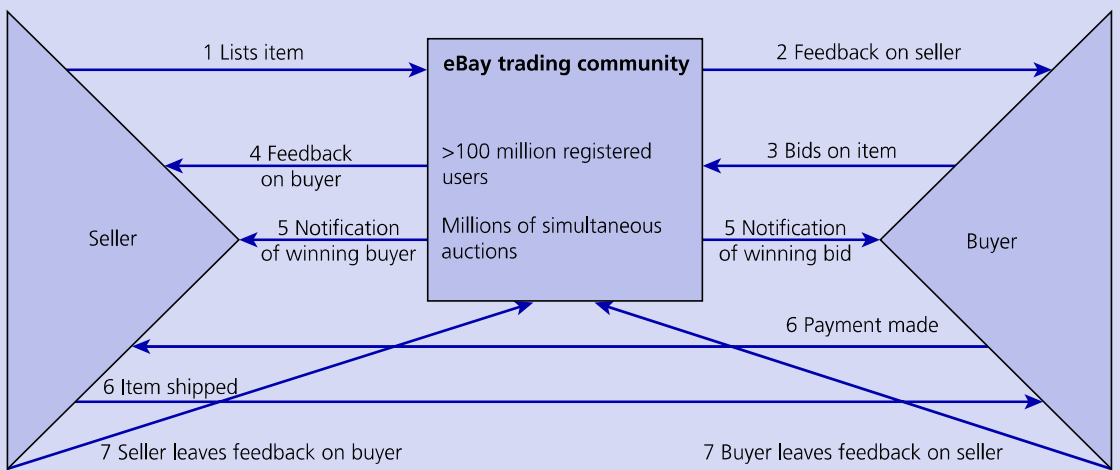 1 Lists item
eBay trading community
2 Feedback on seller
4 Feedback
on buyer
>100 million registered
users
3 Bids on item
Seller
5 Notification
of winning buyer
Millions of simultaneous
auctions
5 Notification
of winning bid
Buyer
6 Payment made
6 Item shipped
7 Seller leaves feedback on buyer
7 Buyer leaves feedback on seller